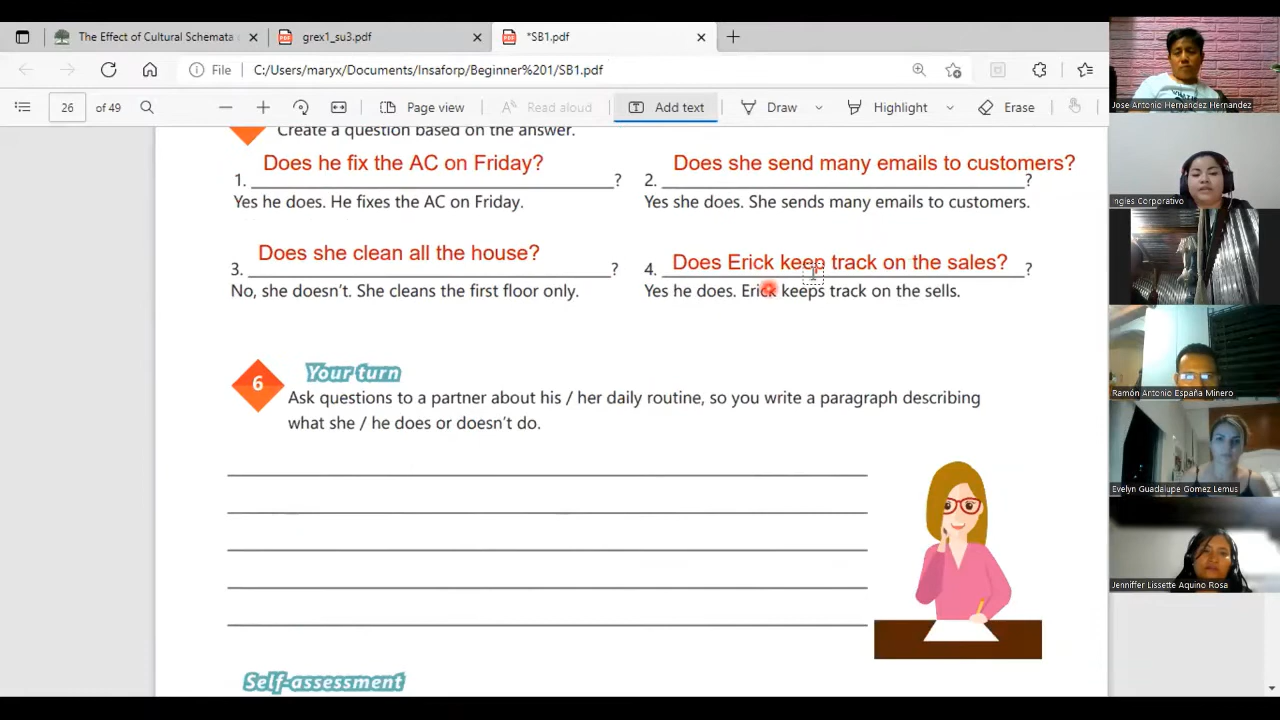 The Effect of Cultural Schemata
grex1_su3.pdf
*SB1.pdf
File
C:/Users/maryx/Documents/Insaforp/Beginner%201/SB1.pdf
26 of 49
Page view
Read aloud
Add text
Draw
Highlight
Erase
Create a question based on the answer.
Does he fix the AC on Friday?
Does she send many emails to customers?
1. ?
2. ?
Yes he does. He fixes the AC on Friday.
Yes she does. She sends many emails to customers.
Does she clean all the house?
Does Erick keep track on the sales?
3. ?
4. ?
No, she doesn't. She cleans the first floor only.
Yes he does. Erick keeps track on the sells.
6
Your turn
Ask questions to a partner about his / her daily routine, so you write a paragraph describing
what she / he does or doesn't do.
Self-assessment
Jose Antonio Hernandez Hernandez
Ingles Corporativo
Ramón Antonio España Minero
Evelyn Guadalupe Gomez Lemus
Jenniffer Lissette Aquino Rosa